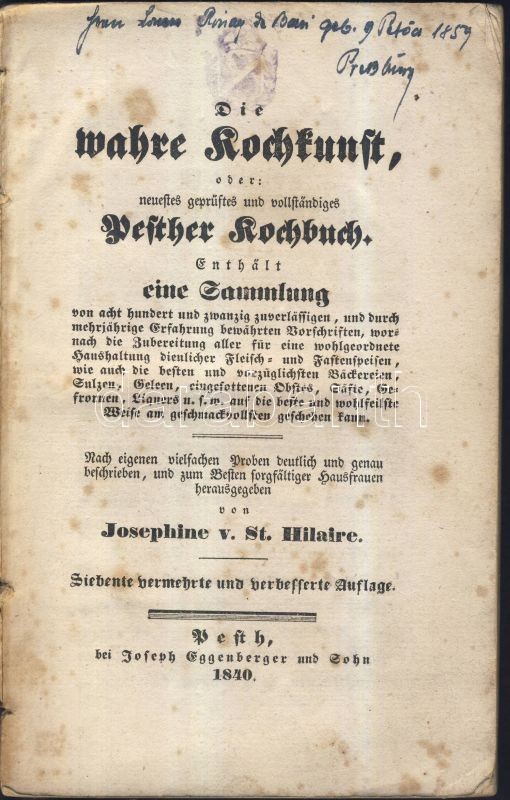 geb. 1859
Preßburg
Die
wahre Kochkunst,
oder:
neuestes geprüftes und vollständiges
Pesther Kochbuch.
Enthält
eine Sammlung
von acht hundert und zwanzig zuverlässigen, und durch
mehrjährige Erfahrung bewährten Vorschriften, wor-
nach die Zubereitung aller für eine wohlgeordnete
Haushaltung dienlicher Fleisch- und Fastenspeisen,
wie auch die besten und vorzüglichsten Bäckereien,
Sulzen, Geleen, eingesottenen Obstes, Säfte, Ge-
frornen, Liqueurs u. s. w. auf die beste und wohlfeilste
Weise am geschmackvollsten geschehen kann.
Nach eigenen vielfachen Proben deutlich und genau
beschrieben, und zum Besten sorgfältiger Hausfrauen
herausgegeben
von
Josephine v. St. Hilaire.
Siebente vermehrte und verbesserte Auflage.
Pesth,
bei Joseph Eggenberger und Sohn
1840.